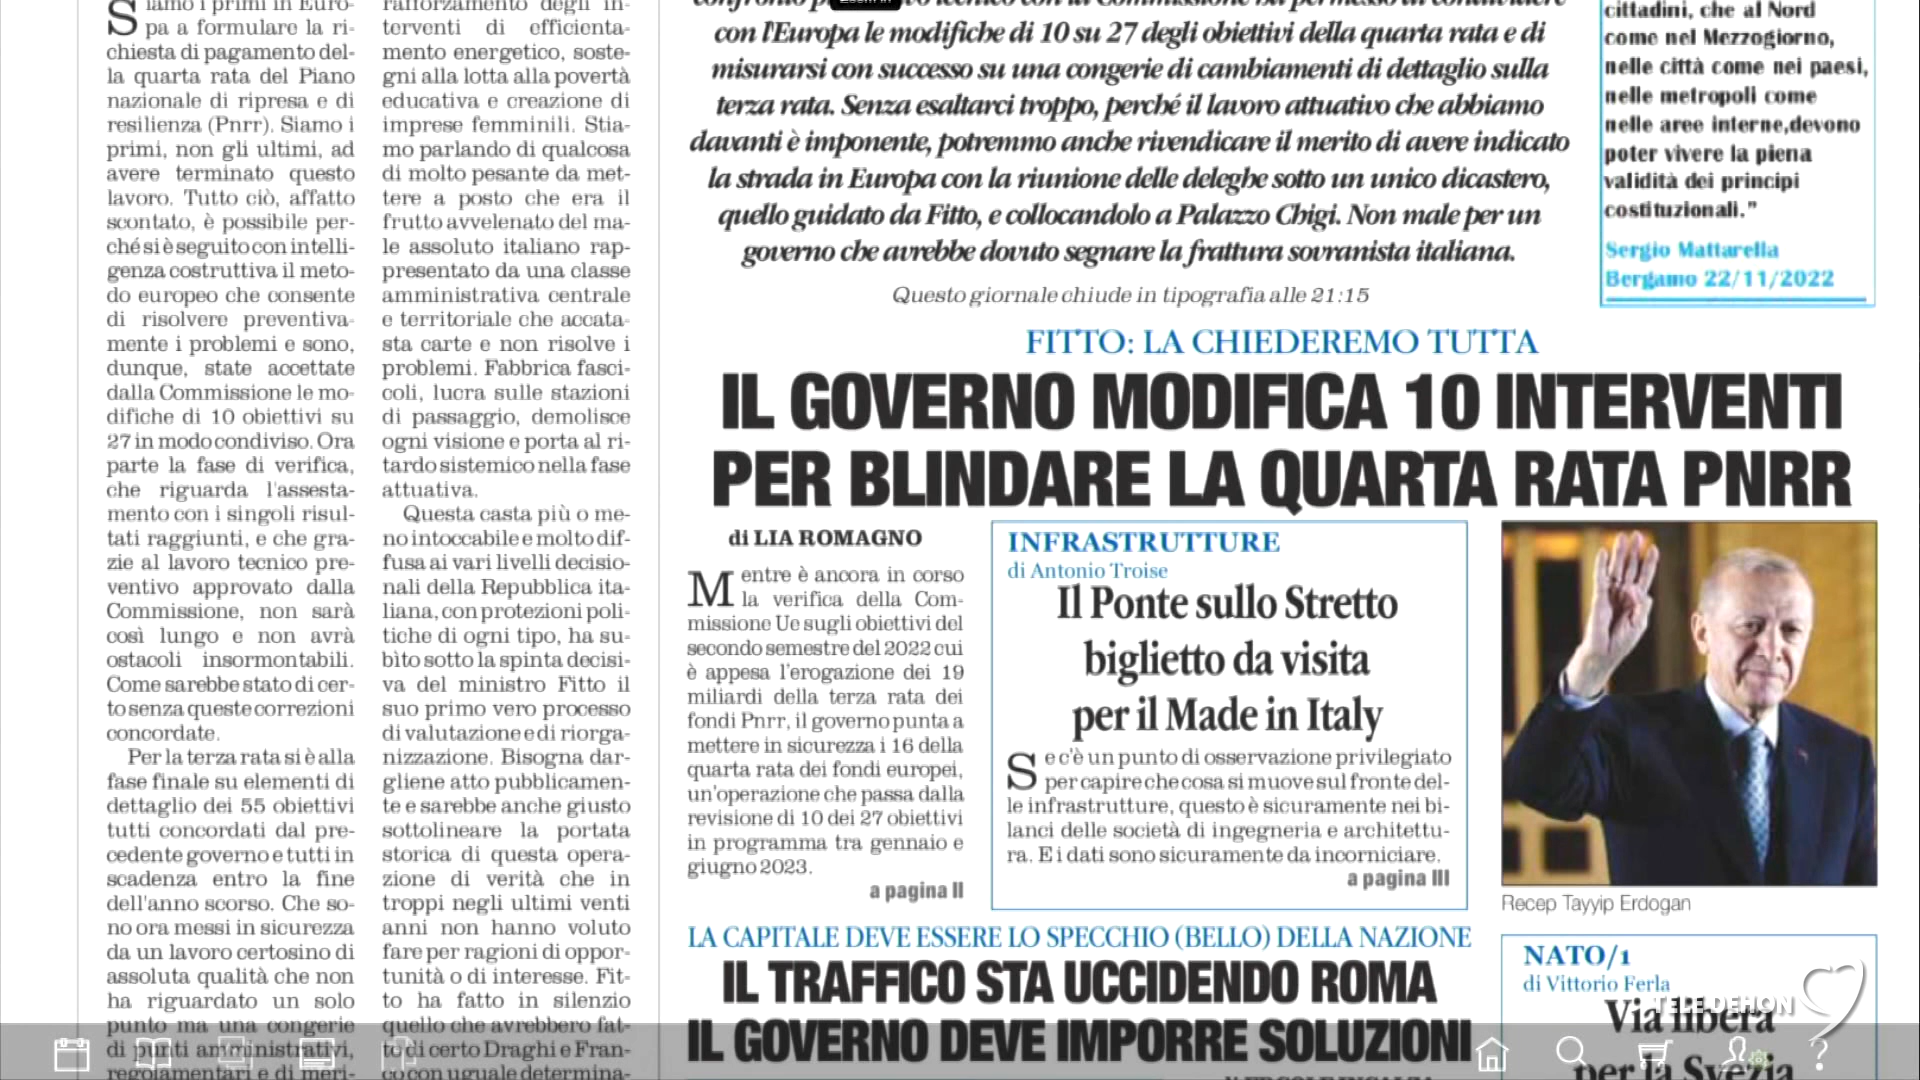 Siamo i primi in Euro-
pa a formulare la ri-
chiesta di pagamento del-
la quarta rata del Piano
nazionale di ripresa e di
resilienza (Pnrr). Siamo i
primi, non gli ultimi, ad
avere terminato questo
lavoro. Tutto ciò, affatto
scontato, è possibile per-
ché si è seguito con intelli-
genza costruttiva il meto-
do europeo che consente
di risolvere preventiva-
mente i problemi e sono,
dunque, state accettate
dalla Commissione le mo-
difiche di 10 obiettivi su
27 in modo condiviso. Ora
parte la fase di verifica,
che riguarda l'assesta-
mento con i singoli risul-
tati raggiunti, e che gra-
zie al lavoro tecnico pre-
ventivo approvato dalla
Commissione, non sarà
così lungo e non avrà
ostacoli insormontabili.
Come sarebbe stato di cer-
to senza queste correzioni
concordate.
Per la terza rata si è alla
fase finale su elementi di
dettaglio dei 55 obiettivi
tutti concordati dal pre-
cedente governo e tutti in
scadenza entro la fine
dell'anno scorso. Che so-
no ora messi in sicurezza
da un lavoro certosino di
assoluta qualità che non
ha riguardato un solo
punto ma una congerie
di punti amministrativi,
regolamentari e di meri-
rafforzamento degli in-
terventi di efficienta-
mento energetico, soste-
gni alla lotta alla povertà
educativa e creazione di
imprese femminili. Stia-
mo parlando di qualcosa
di molto pesante da met-
tere a posto che era il
frutto avvelenato del ma-
le assoluto italiano rap-
presentato da una classe
amministrativa centrale
e territoriale che accata-
sta carte e non risolve i
problemi. Fabbrica fasci-
coli, lucra sulle stazioni
di passaggio, demolisce
ogni visione e porta al ri-
tardo sistemico nella fase
attuativa.
Questa casta più o me-
no intoccabile e molto dif-
fusa ai vari livelli decisio-
nali della Repubblica ita-
liana, con protezioni poli-
tiche di ogni tipo, ha su-
bìto sotto la spinta decisi-
va del ministro Fitto il
suo primo vero processo
di valutazione e di riorga-
nizzazione. Bisogna dar-
gliene atto pubblicamen-
te e sarebbe anche giusto
sottolineare la portata
storica di questa opera-
zione di verità che in
troppi negli ultimi venti
anni non hanno voluto
fare per ragioni di oppor-
tunità o di interesse. Fit-
to ha fatto in silenzio
quello che avrebbero fat-
to di certo Draghi e Fran-
co con uguale determina-
con l'Europa le modifiche di 10 su 27 degli obiettivi della quarta rata e di
misurarsi con successo su una congerie di cambiamenti di dettaglio sulla
terza rata. Senza esaltarci troppo, perché il lavoro attuativo che abbiamo
davanti è imponente, potremmo anche rivendicare il merito di avere indicato
la strada in Europa con la riunione delle deleghe sotto un unico dicastero,
quello guidato da Fitto, e collocandolo a Palazzo Chigi. Non male per un
governo che avrebbe dovuto segnare la frattura sovranista italiana.
Questo giornale chiude in tipografia alle 21:15
cittadini, che al Nord
come nel Mezzogiorno,
nelle città come nei paesi,
nelle metropoli come
nelle aree interne,devono
poter vivere la piena
validità dei principi
costituzionali."
Sergio Mattarella
Bergamo 22/11/2022
FITTO: LA CHIEDEREMO TUTTA
IL GOVERNO MODIFICA 10 INTERVENTI
PER BLINDARE LA QUARTA RATA PNRR
di LIA ROMAGNO
Mentre è ancora in corso
la verifica della Com-
missione Ue sugli obiettivi del
secondo semestre del 2022 cui
è appesa l'erogazione dei 19
miliardi della terza rata dei
fondi Pnrr, il governo punta a
mettere in sicurezza i 16 della
quarta rata dei fondi europei,
un'operazione che passa dalla
revisione di 10 dei 27 obiettivi
in programma tra gennaio e
giugno 2023.
a pagina II
INFRASTRUTTURE
di Antonio Troise
Il Ponte sullo Stretto
biglietto da visita
per il Made in Italy
Se c'è un punto di osservazione privilegiato
per capire che cosa si muove sul fronte del-
le infrastrutture, questo è sicuramente nei bi-
lanci delle società di ingegneria e architettu-
ra. E i dati sono sicuramente da incorniciare.
a pagina III
Recep Tayyip Erdogan
LA CAPITALE DEVE ESSERE LO SPECCHIO (BELLO) DELLA NAZIONE
IL TRAFFICO STA UCCIDENDO ROMA
IL GOVERNO DEVE IMPORRE SOLUZIONI
NATO/1
di Vittorio Ferla
Via libera
per la Svezia
TELE DEHON